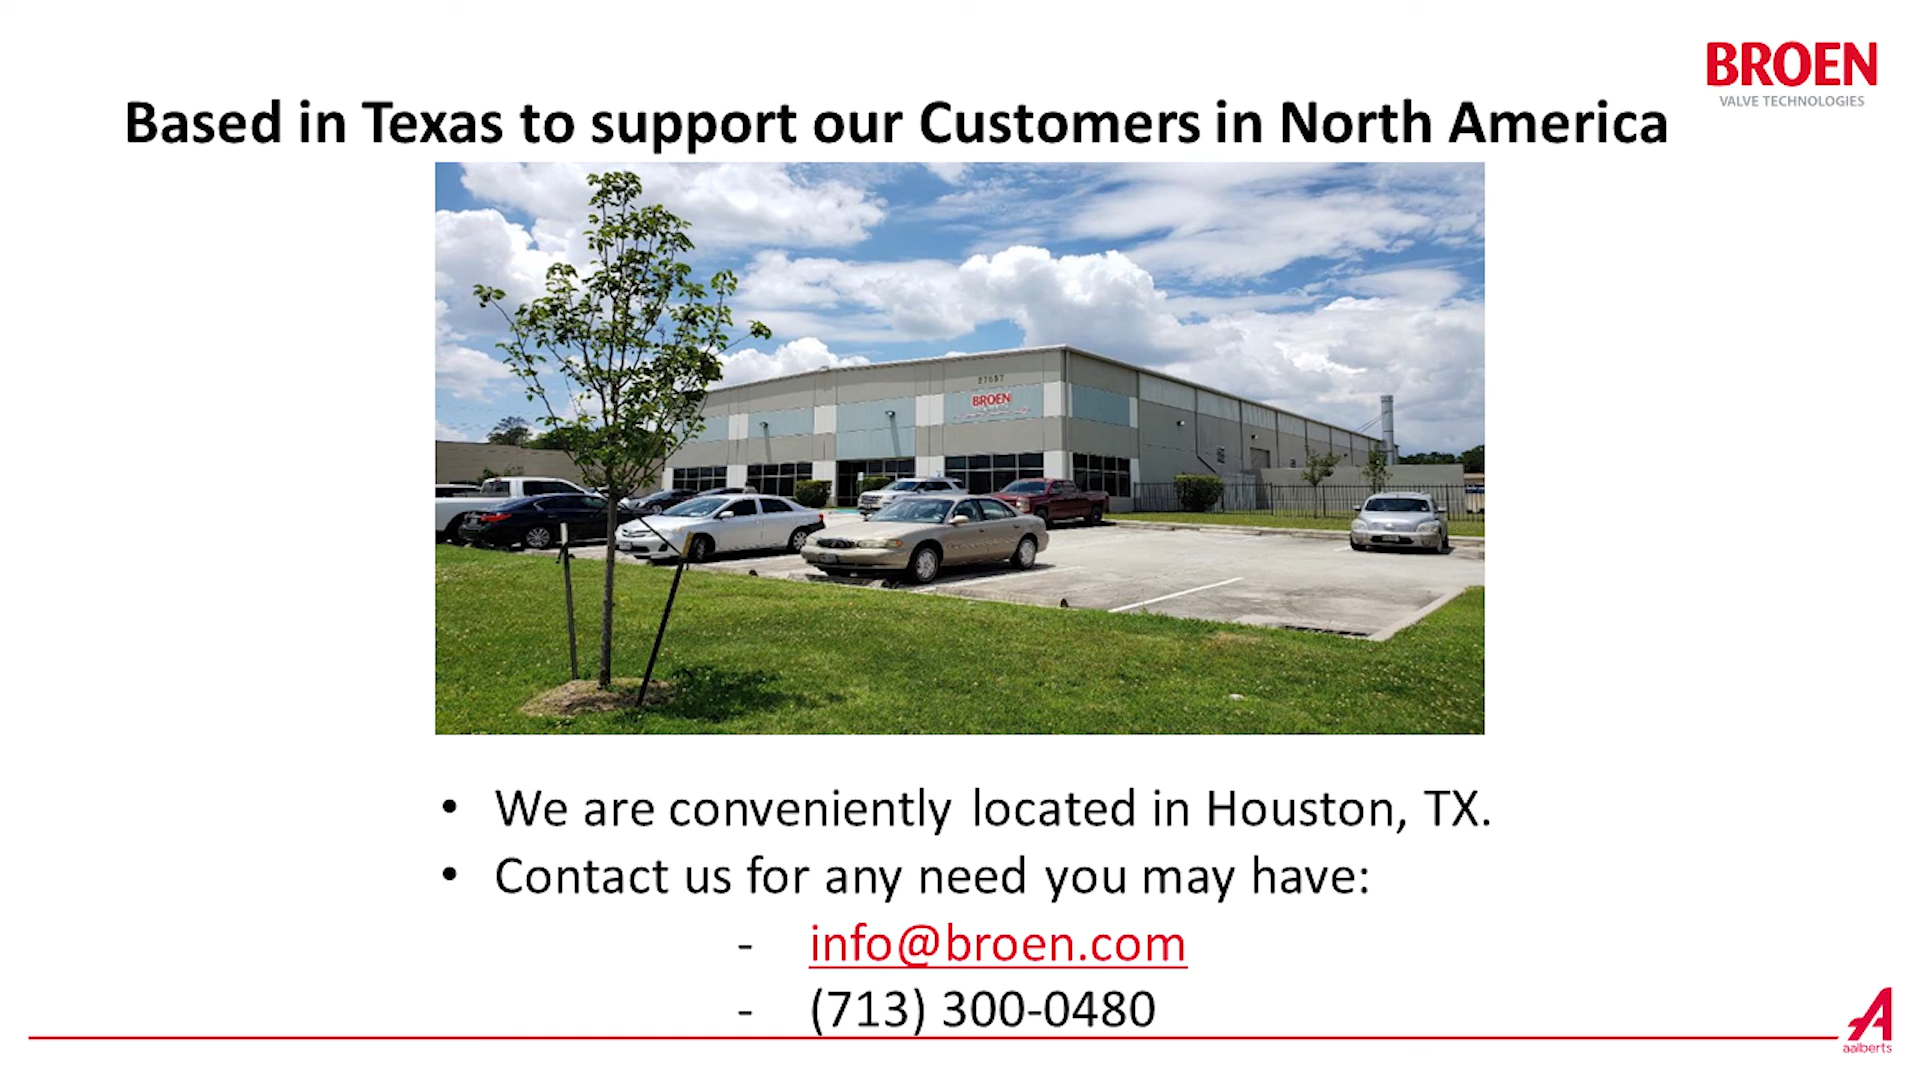 BROEN
VALVE TECHNOLOGIES
Based in Texas to support our Customers in North America
BROEN
• We are conveniently located in Houston, TX.
• Contact us for any need you may have:
- info@broen.com
- (713) 300-0480
aalberts